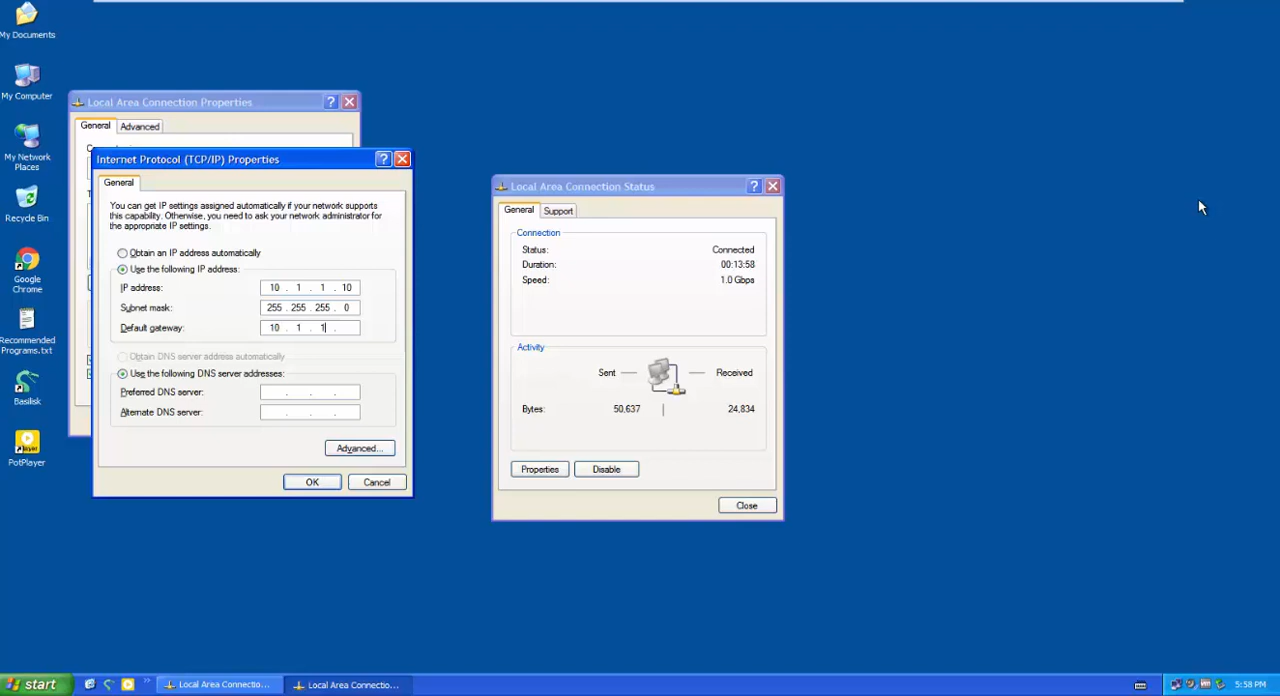 My Documents
My Computer
My Network
Places
Recycle Bin
Google
Chrome
Recommended
Programs.txt
Basilisk
PotPlayer
Local Area Connection Properties
General
Advanced
Internet Protocol (TCP/IP) Properties
General
You can get IP settings assigned automatically if your network supports
this capability. Otherwise, you need to ask your network administrator for
the appropriate IP settings.
Obtain an IP address automatically
Use the following IP address:
IP address: 10 . 1 . 1 . 10
Subnet mask: 255 . 255 . 255 . 0
Default gateway: 10 . 1 . 1 .
Obtain DNS server address automatically
Use the following DNS server addresses:
Preferred DNS server: . . .
Alternate DNS server: . . .
Advanced...
OK Cancel
Local Area Connection Status
General Support
Connection
Status: Connected
Duration: 00:13:58
Speed: 1.0 Gbps
Activity
Sent Received
Bytes: 50,637 24,834
Properties Disable
Close
start
Local Area Connectio...
Local Area Connectio...
5:58 PM